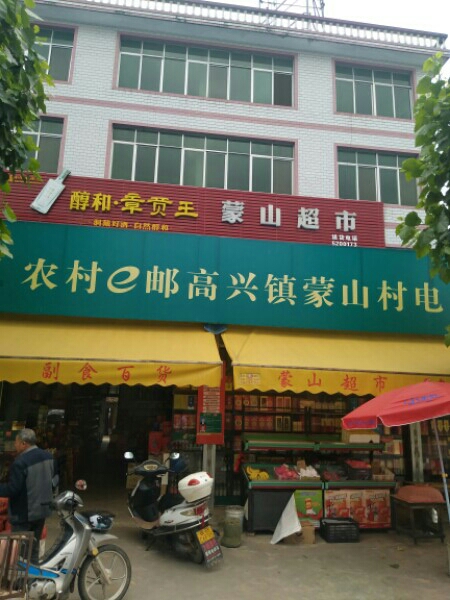 醇和·章贡王 蒙山超市
农村e邮高兴镇蒙山村电
副食百货
蒙山超市